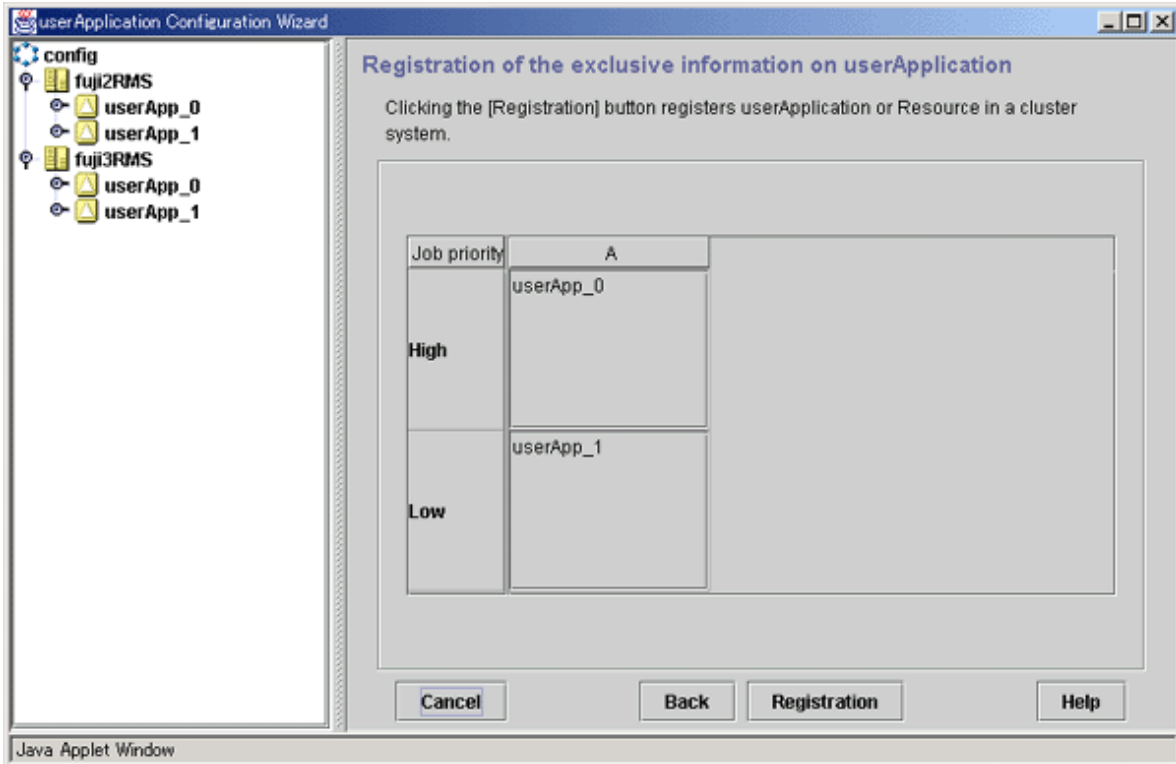 userApplication Configuration Wizard
config
fuji2RMS
userApp_0
userApp_1
fuji3RMS
userApp_0
userApp_1
Registration of the exclusive information on userApplication
Clicking the [Registration] button registers userApplication or Resource in a cluster
system.
Job priority A
userApp_0
High
userApp_1
Low
Cancel Back Registration Help
Java Applet Window